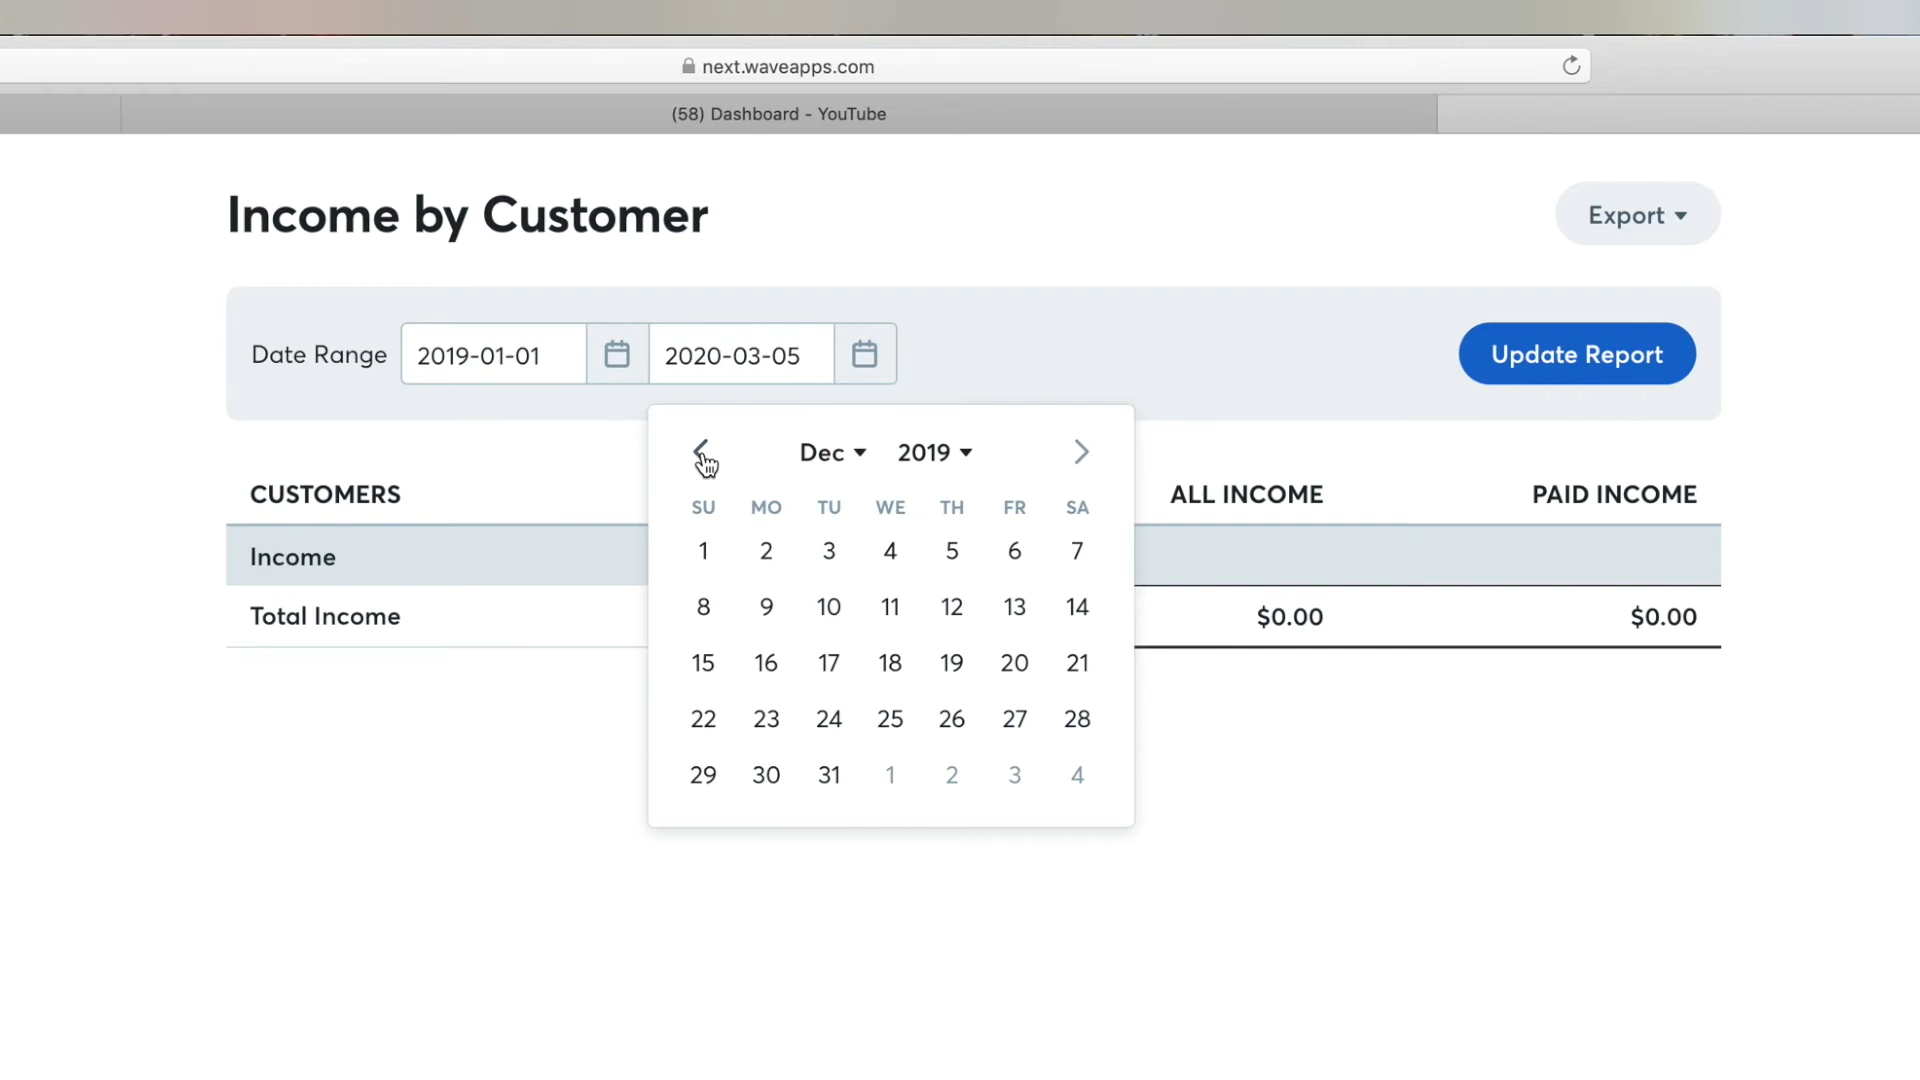 next.waveapps.com
(58) Dashboard - YouTube
Income by Customer
Export
Date Range 2019-01-01 2020-03-05 Update Report
Dec 2019
CUSTOMERS ALL INCOME PAID INCOME
SU MO TU WE TH FR SA
Income
1 2 3 4 5 6 7
Total Income $0.00 $0.00
8 9 10 11 12 13 14
15 16 17 18 19 20 21
22 23 24 25 26 27 28
29 30 31 1 2 3 4